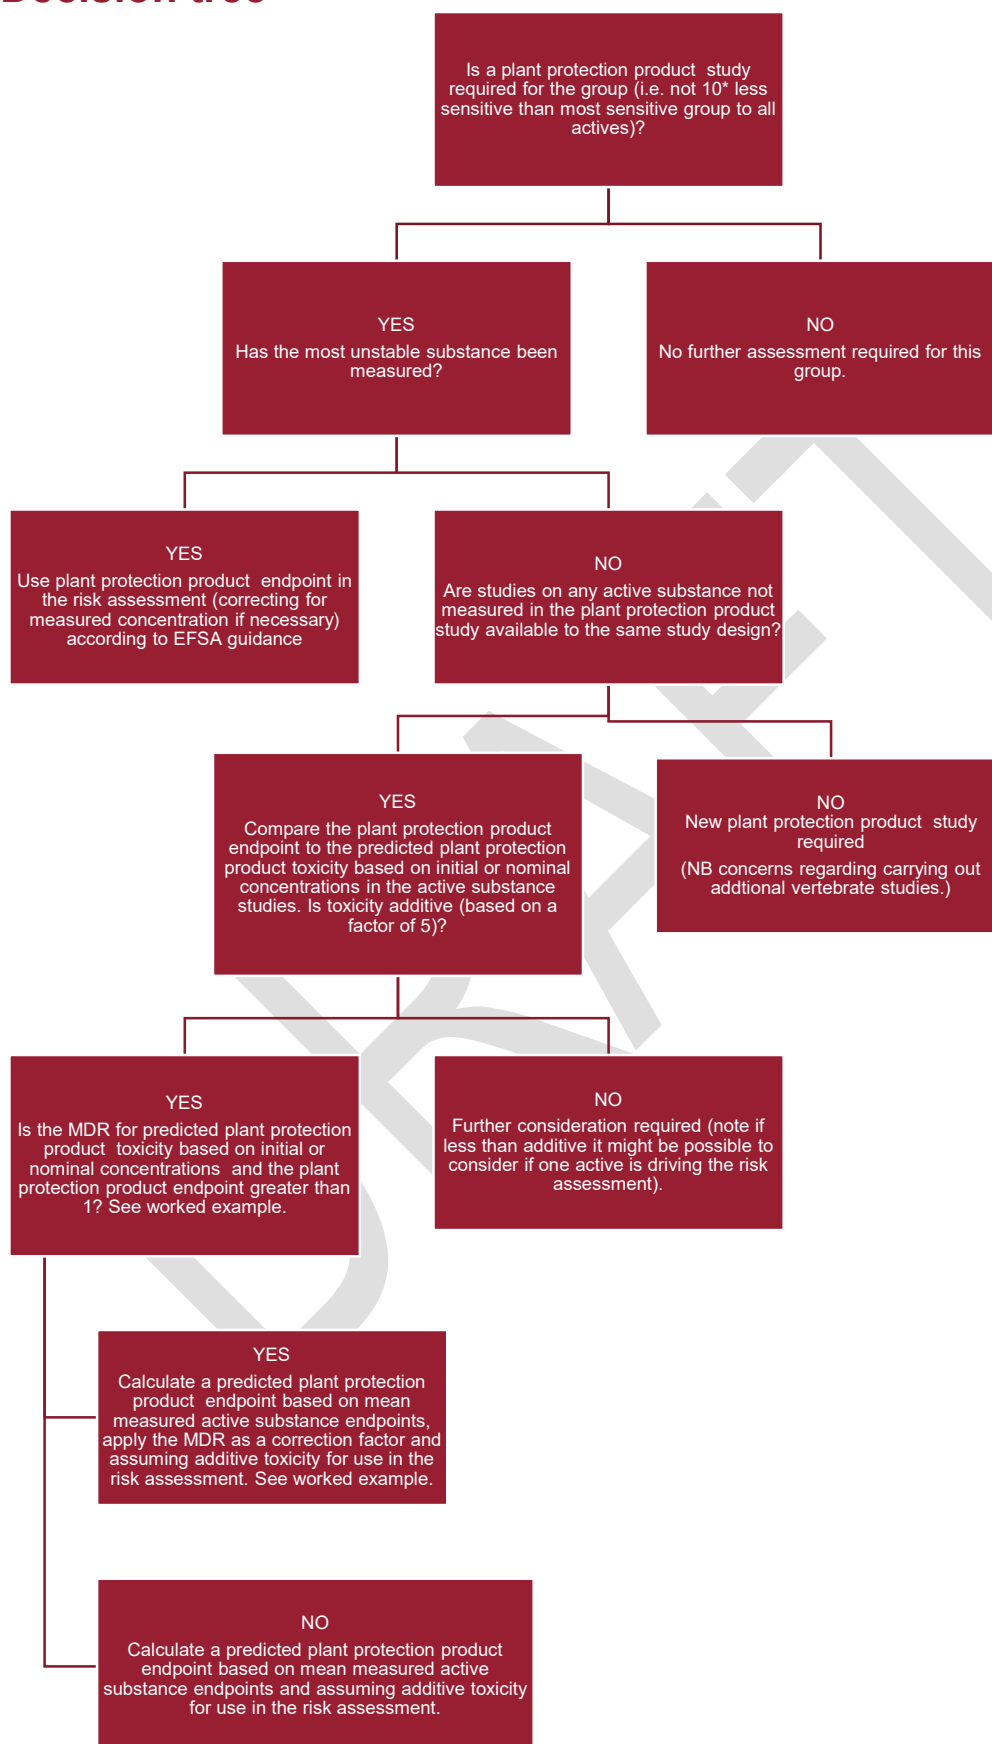 Decision tree
Is a plant protection product study
required for the group (i.e. not 10* less
sensitive than most sensitive group to all
actives)?
YES
Has the most unstable substance been
measured?
NO
No further assessment required for this
group.
YES
Use plant protection product endpoint in
the risk assessment (correcting for
measured concentration if necessary)
according to EFSA guidance
NO
Are studies on any active substance not
measured in the plant protection product
study available to the same study design?
YES
Compare the plant protection product
endpoint to the predicted plant protection
product toxicity based on initial or nominal
concentrations in the active substance
studies. Is toxicity additive (based on a
factor of 5)?
NO
New plant protection product study
required
(NB concerns regarding carrying out
addtional vertebrate studies.)
YES
Is the MDR for predicted plant protection
product toxicity based on initial or
nominal concentrations and the plant
protection product endpoint greater than
1? See worked example.
NO
Further consideration required (note if
less than additive it might be possible to
consider if one active is driving the risk
assessment).
YES
Calculate a predicted plant protection
product endpoint based on mean
measured active substance endpoints,
apply the MDR as a correction factor and
assuming additive toxicity for use in the
risk assessment. See worked example.
NO
Calculate a predicted plant protection product
endpoint based on mean measured active
substance endpoints and assuming additive toxicity
for use in the risk assessment.
DRAFT